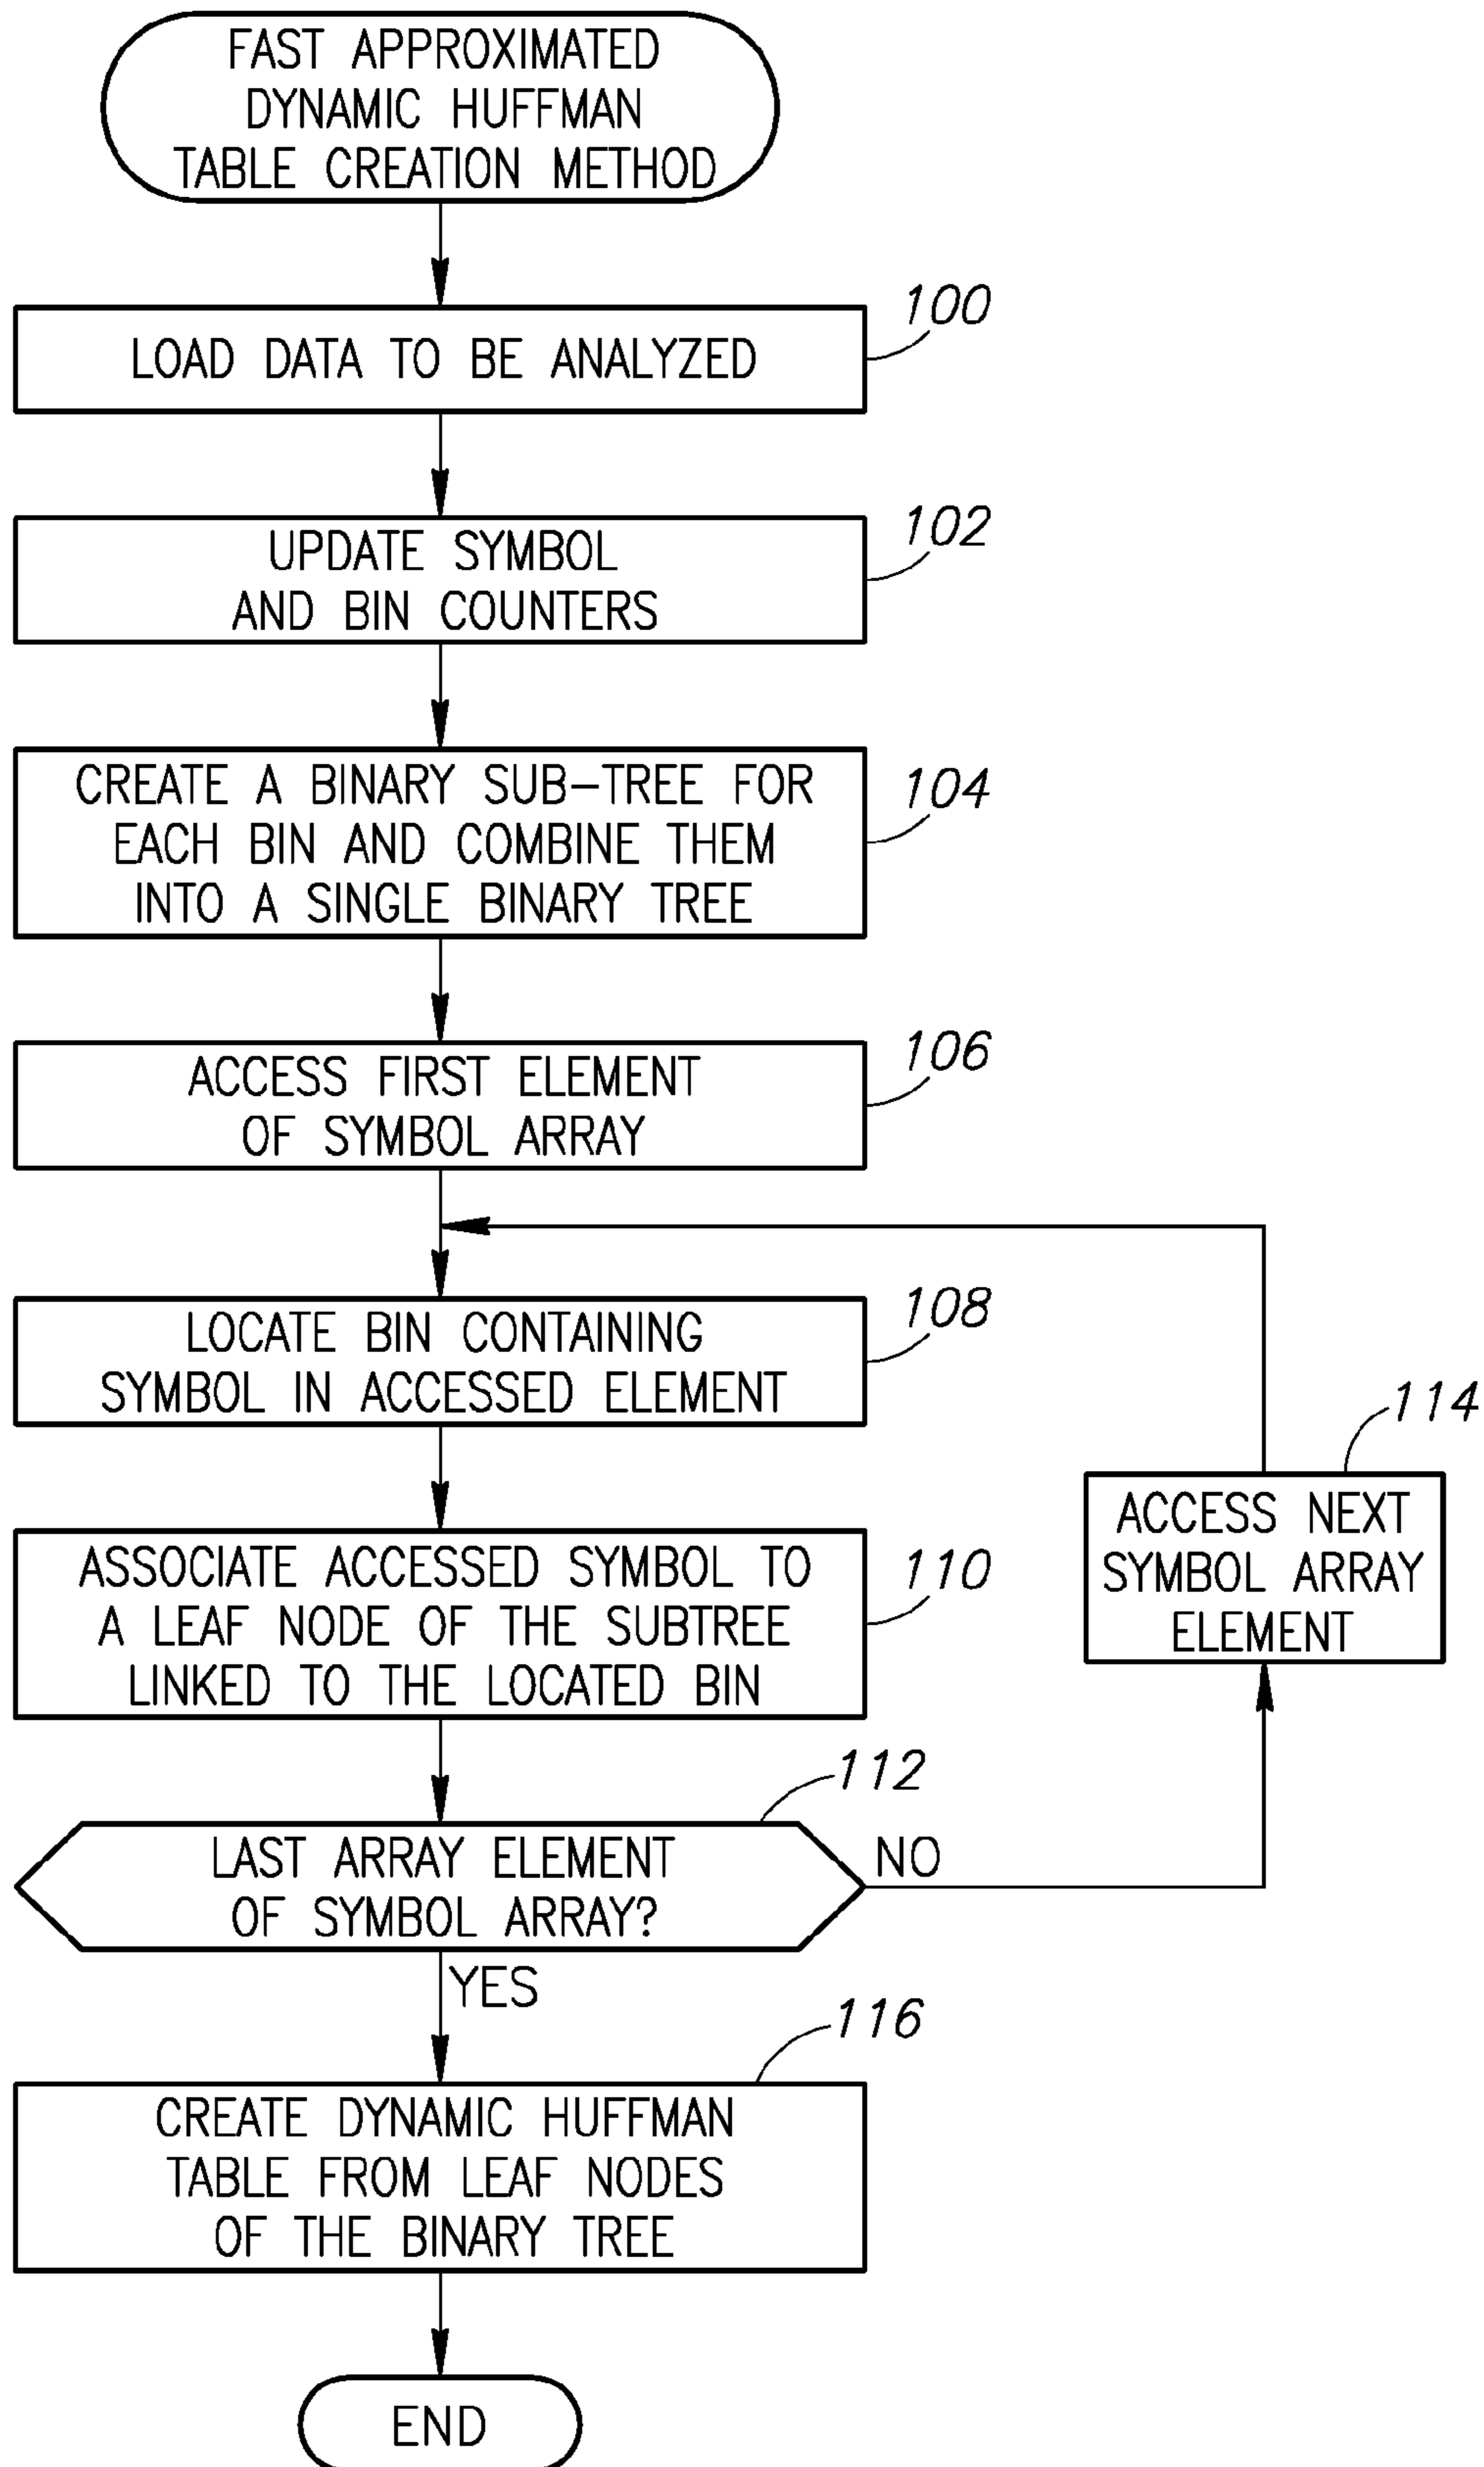 FAST APPROXIMATED
DYNAMIC HUFFMAN
TABLE CREATION METHOD
100
LOAD DATA TO BE ANALYZED
102
UPDATE SYMBOL
AND BIN COUNTERS
104
CREATE A BINARY SUB-TREE FOR
EACH BIN AND COMBINE THEM
INTO A SINGLE BINARY TREE
106
ACCESS FIRST ELEMENT
OF SYMBOL ARRAY
108
LOCATE BIN CONTAINING
SYMBOL IN ACCESSED ELEMENT
114
ACCESS NEXT
SYMBOL ARRAY
ELEMENT
110
ASSOCIATE ACCESSED SYMBOL TO
A LEAF NODE OF THE SUBTREE
LINKED TO THE LOCATED BIN
112
LAST ARRAY ELEMENT
OF SYMBOL ARRAY?
NO
YES
116
CREATE DYNAMIC HUFFMAN
TABLE FROM LEAF NODES
OF THE BINARY TREE
END